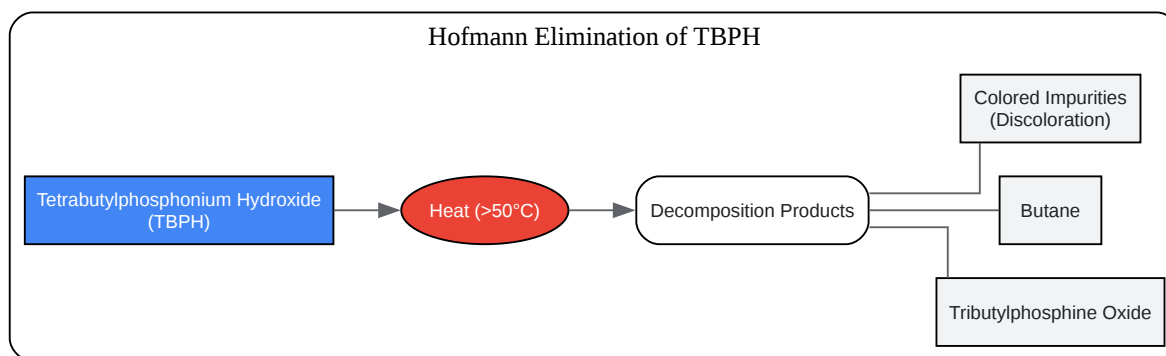 Hofmann Elimination of TBPH
Colored Impurities
(Discoloration)
Tetrabutylphosphonium Hydroxide
(TBPH)
Heat (>50°C)
Decomposition Products
Butane
Tributylphosphine Oxide